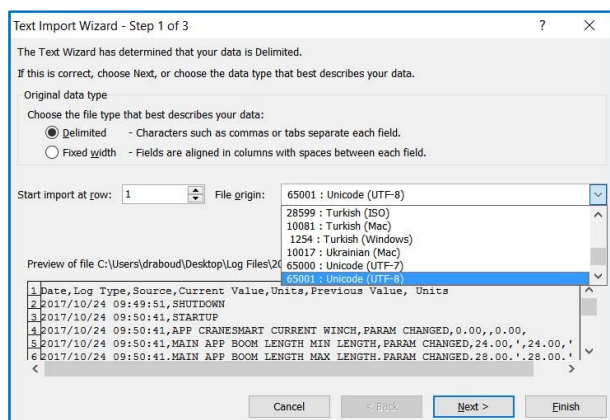 Text Import Wizard - Step 1 of 3 ?
The Text Wizard has determined that your data is Delimited.
If this is correct, choose Next, or choose the data type that best describes your data.
Original data type
Choose the file type that best describes your data:
Delimited - Characters such as commas or tabs separate each field.
Fixed width - Fields are aligned in columns with spaces between each field.
Start import at row: 1 File origin: 65001 : Unicode (UTF-8)
28599 : Turkish (ISO)
10081 : Turkish (Mac)
1254 : Turkish (Windows)
10017 : Ukrainian (Mac)
65000 : Unicode (UTF-7)
65001 : Unicode (UTF-8)
Preview of file C:\Users\draboud\Desktop\Log Files\20
1 Date,Log Type,Source,Current Value,Units,Previous Value, Units
2 2017/10/24 09:49:51,SHUTDOWN
3 2017/10/24 09:50:41,STARTUP
4 2017/10/24 09:50:41,APP CRANESMART CURRENT WINCH,PARAM CHANGED,0.00,,0.00,
5 2017/10/24 09:50:41,MAIN APP BOOM LENGTH MIN LENGTH,PARAM CHANGED,24.00,',24.00,'
6 2017/10/24 09:50:41,MAIN APP BOOM LENGTH MAX LENGTH,PARAM CHANGED,28.00,',28.00,'
Cancel < Back Next > Finish